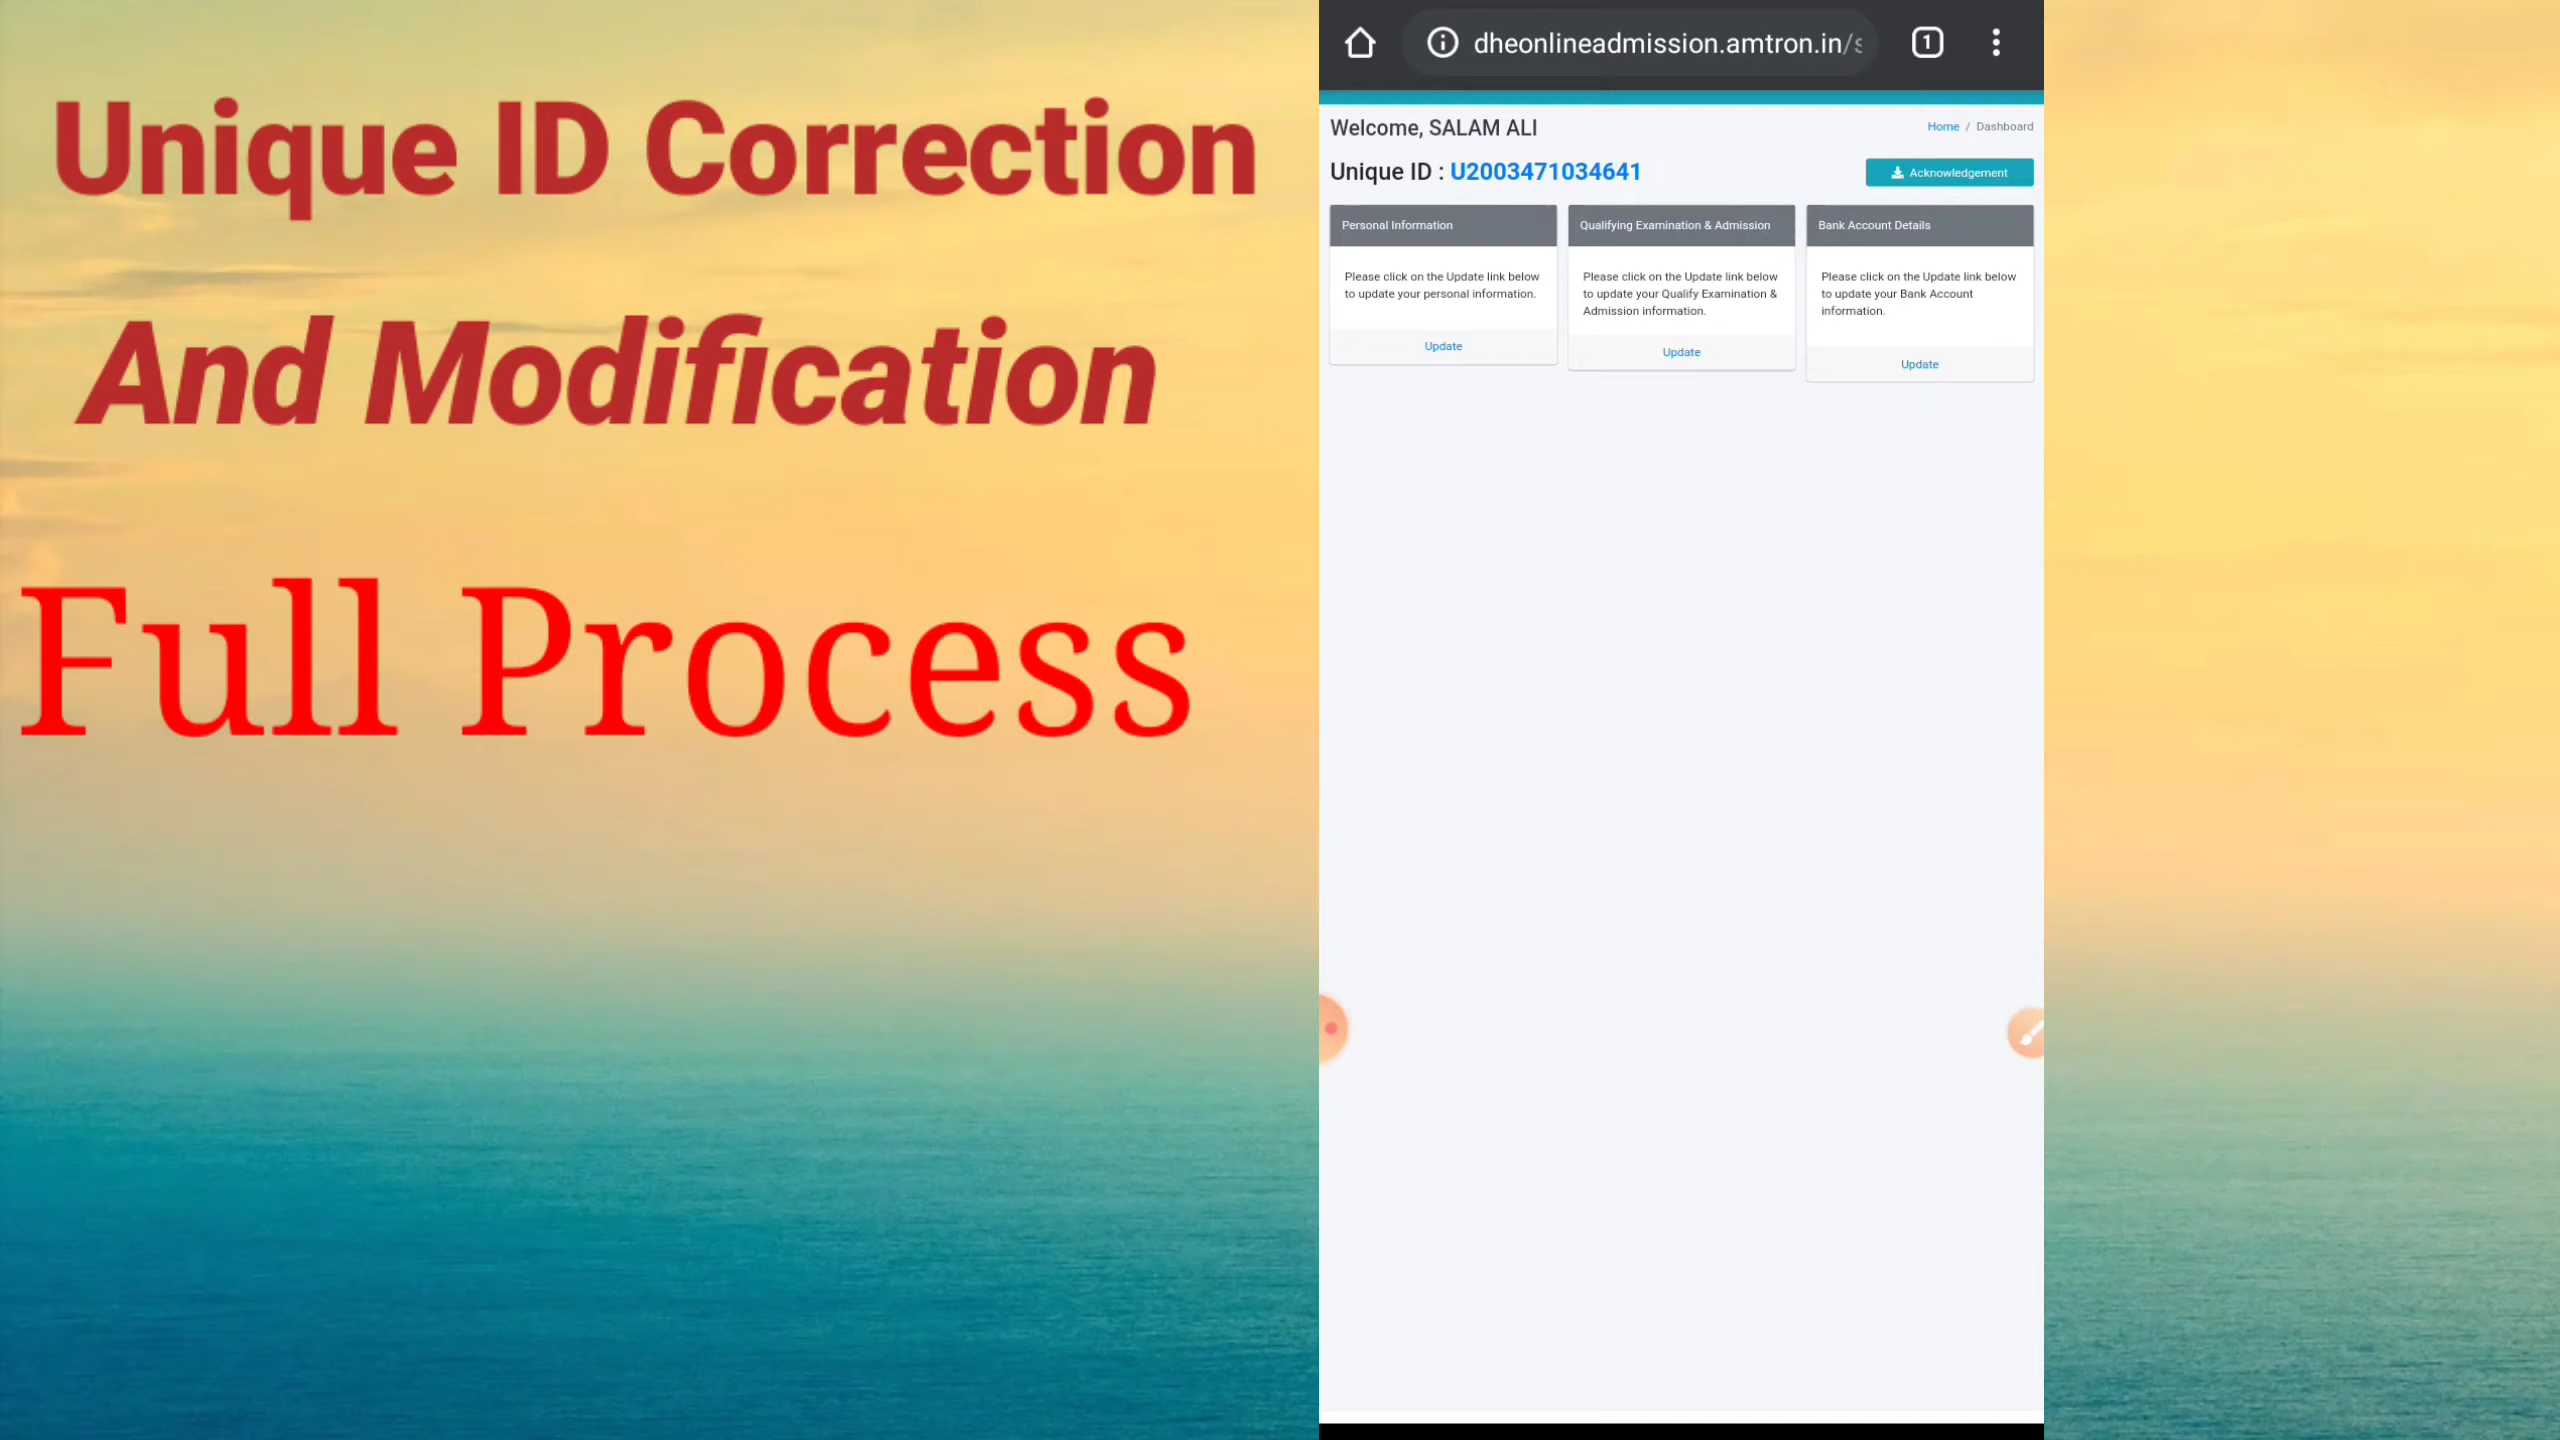 Unique ID Correction
And Modification
Full Process
dheonlineadmission.amtron.in/s
1
Welcome, SALAM ALI
Home / Dashboard
Unique ID : U2003471034641
Acknowledgement
Personal Information
Please click on the Update link below
to update your personal information.
Update
Qualifying Examination & Admission
Please click on the Update link below
to update your Qualify Examination &
Admission information.
Update
Bank Account Details
Please click on the Update link below
to update your Bank Account
information.
Update